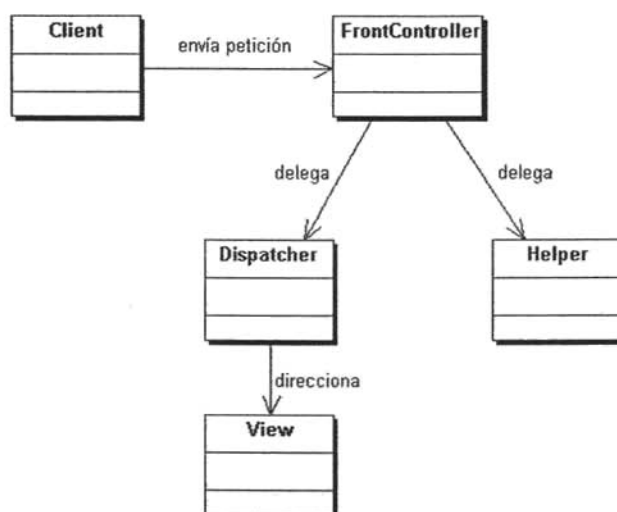 Client
envía petición
FrontController
delega
delega
Dispatcher
Helper
direcciona
View